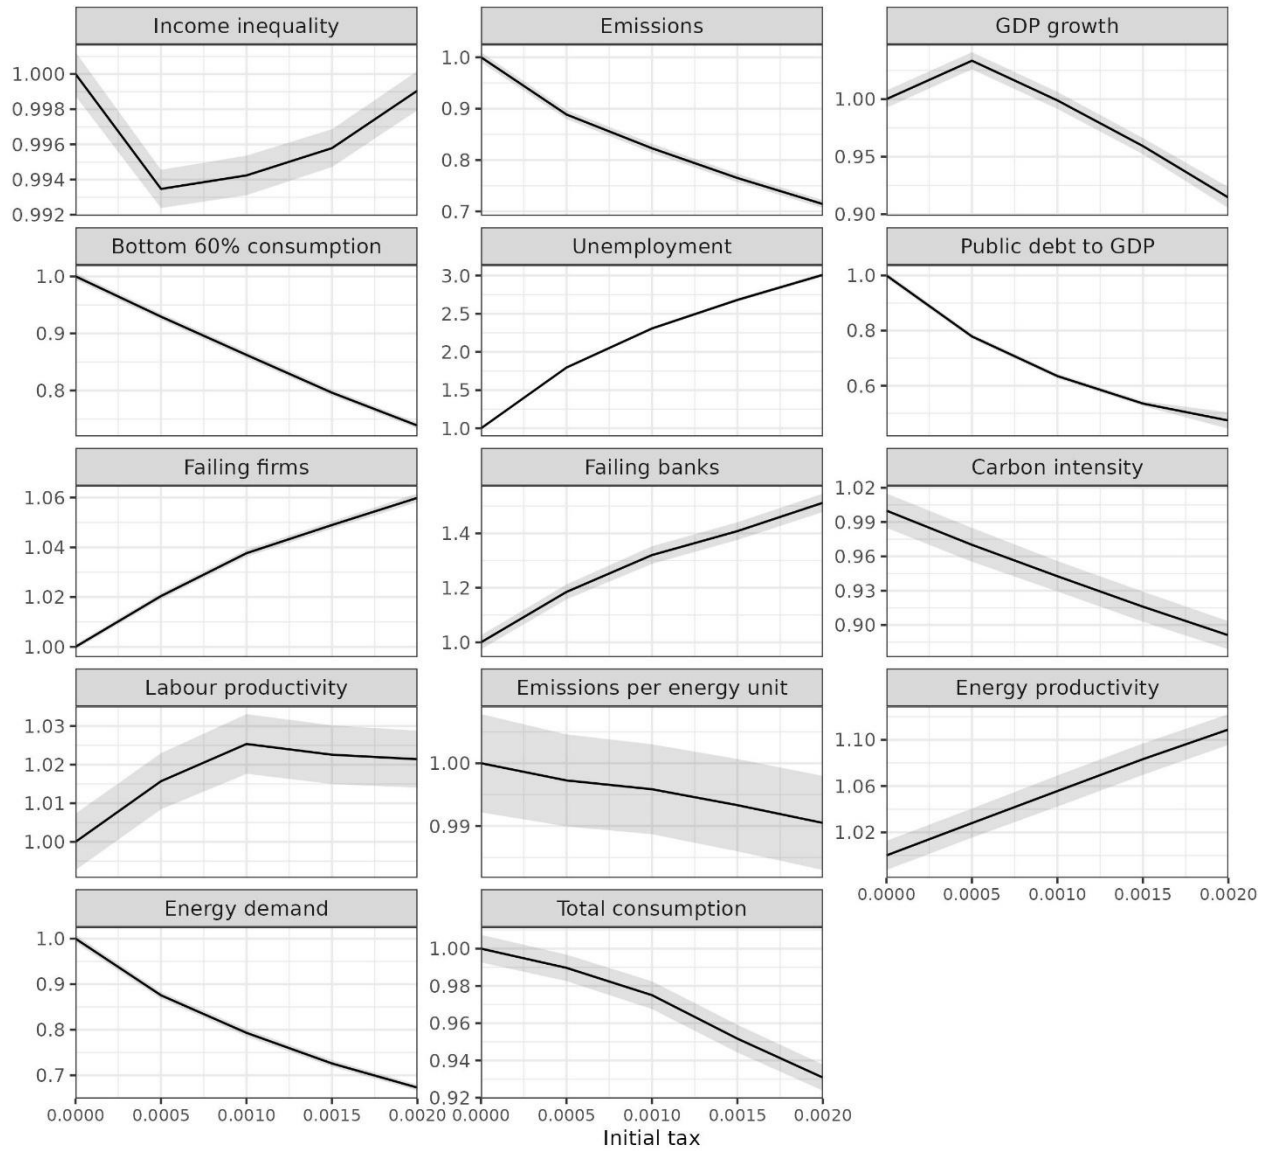 Income inequality
1.000
0.998
0.996
0.994
0.992
Emissions
1.0
0.9
0.8
0.7
GDP growth
1.00
0.95
0.90
Bottom 60% consumption
1.0
0.9
0.8
Unemployment
3.0
2.5
2.0
1.5
1.0
Public debt to GDP
1.0
0.8
0.6
Failing firms
1.06
1.04
1.02
1.00
Failing banks
1.4
1.2
1.0
Carbon intensity
1.02
0.99
0.96
0.93
0.90
Labour productivity
1.03
1.02
1.01
1.00
Emissions per energy unit
1.00
0.99
Energy productivity
1.10
1.06
1.02
0.0000 0.0005 0.0010 0.0015 0.0020
Energy demand
1.0
0.9
0.8
0.7
0.0000 0.0005 0.0010 0.0015 0.0020
Total consumption
1.00
0.98
0.96
0.94
0.92
0.0000 0.0005 0.0010 0.0015 0.0020
Initial tax